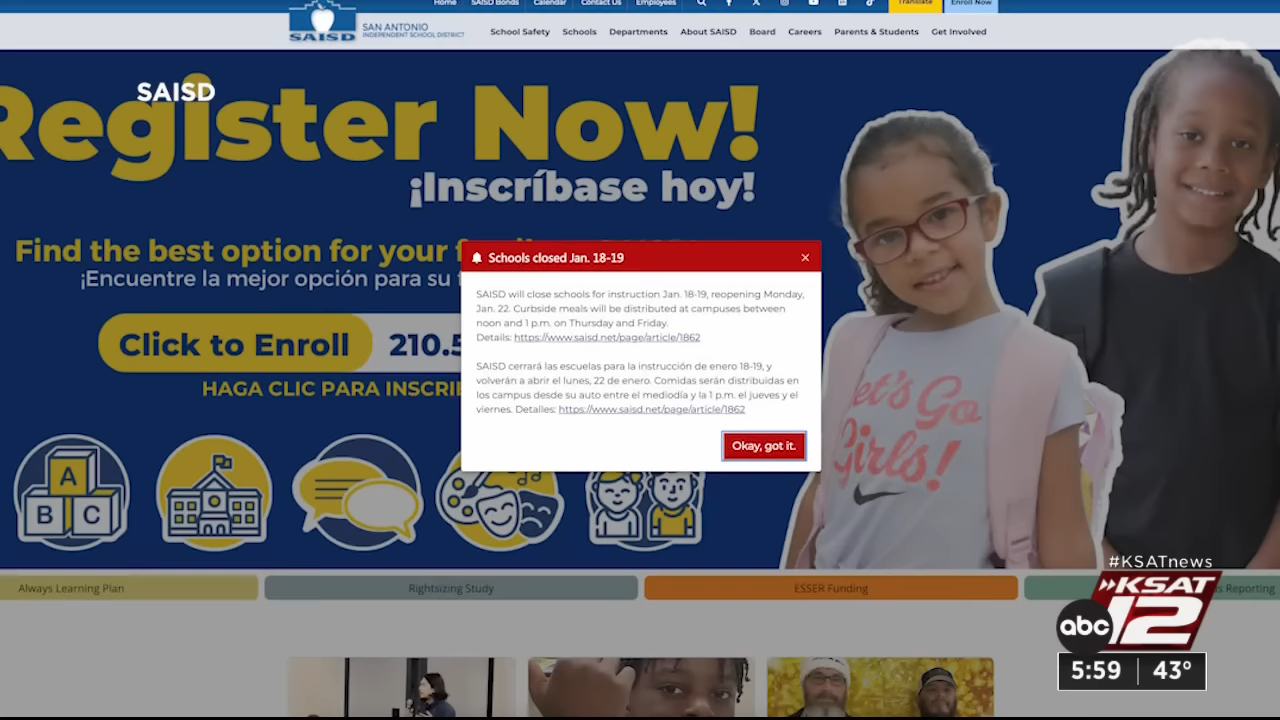 Home SAISD Bonds Calendar Contact Us Employees Translate Enroll Now
SAISD
SAN ANTONIO
INDEPENDENT SCHOOL DISTRICT
School Safety Schools Departments About SAISD Board Careers Parents & Students Get Involved
SAISD
Register Now!
¡Inscríbase hoy!
Find the best option for your
¡Encuentre la mejor opción para su
Click to Enroll 210.5
HAGA CLIC PARA
Schools closed Jan. 18-19
SAISD will close schools for instruction Jan. 18-19, reopening Monday,
Jan. 22. Curbside meals will be distributed at campuses between
noon and 1 p.m. on Thursday and Friday.
Details: https://www.saisd.net/page/article/1862
SAISD cerrará las escuelas para la instrucción de enero 18-19, y
volverán a abrir el lunes, 22 de enero. Comidas serán distribuidas en
los campus desde su auto entre el mediodía y la 1 p.m. el jueves y el
viernes. Detalles: https://www.saisd.net/page/article/1862
Okay, got it.
Let's Go
Girls!
A
B C
Always Learning Plan
Rightsizing Study
ESSER Funding
Reporting
#KSATnews
KSAT
abc 12
5:59 43°